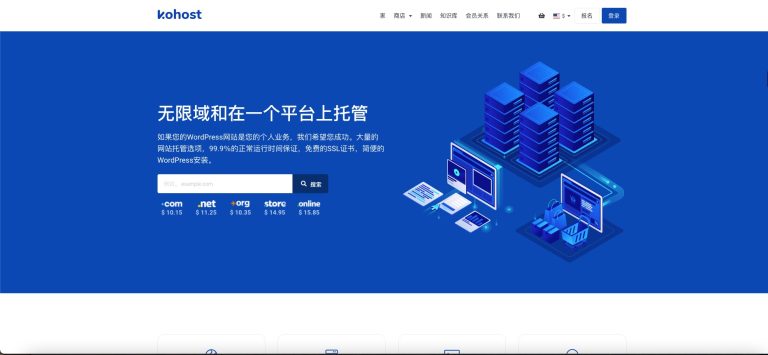 kohost
家 商店 新闻 知识库 会员关系 联系我们 $ 报名 登录
无限域和在一个平台上托管
如果您的WordPress网站是您的个人业务，我们希望您成功。大量的
网站托管选项，99.9%的正常运行时间保证，免费的SSL证书，简便的
WordPress安装。
example.com 搜索
.com .net .org .store .online
$ 10.15 $ 11.25 $ 10.35 $ 14.95 $ 15.85